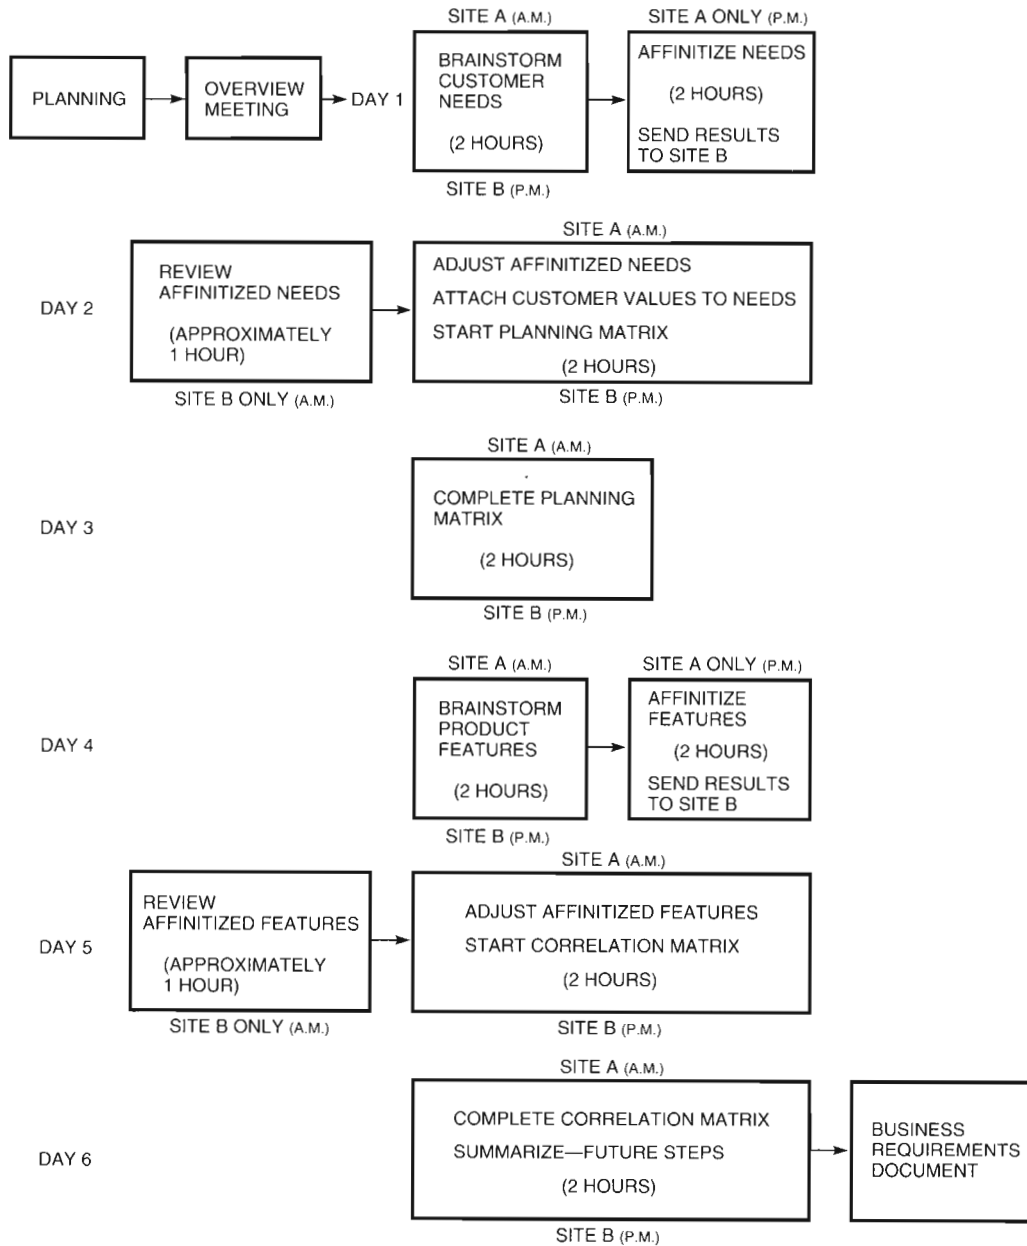 SITE A (A.M.)
SITE A ONLY (P.M.)
PLANNING
OVERVIEW
MEETING
DAY 1
BRAINSTORM
CUSTOMER
NEEDS
(2 HOURS)
AFFINITIZE NEEDS
(2 HOURS)
SEND RESULTS
TO SITE B
SITE B (P.M.)
SITE A (A.M.)
DAY 2
REVIEW
AFFINITIZED NEEDS
(APPROXIMATELY
1 HOUR)
SITE B ONLY (A.M.)
ADJUST AFFINITIZED NEEDS
ATTACH CUSTOMER VALUES TO NEEDS
START PLANNING MATRIX
(2 HOURS)
SITE B (P.M.)
SITE A (A.M.)
DAY 3
COMPLETE PLANNING
MATRIX
(2 HOURS)
SITE B (P.M.)
SITE A (A.M.)
SITE A ONLY (P.M.)
DAY 4
BRAINSTORM
PRODUCT
FEATURES
(2 HOURS)
AFFINITIZE
FEATURES
(2 HOURS)
SEND RESULTS
TO SITE B
SITE B (P.M.)
SITE A (A.M.)
DAY 5
REVIEW
AFFINITIZED FEATURES
(APPROXIMATELY
1 HOUR)
SITE B ONLY (A.M.)
ADJUST AFFINITIZED FEATURES
START CORRELATION MATRIX
(2 HOURS)
SITE B (P.M.)
SITE A (A.M.)
DAY 6
COMPLETE CORRELATION MATRIX
SUMMARIZE—FUTURE STEPS
(2 HOURS)
SITE B (P.M.)
BUSINESS
REQUIREMENTS
DOCUMENT